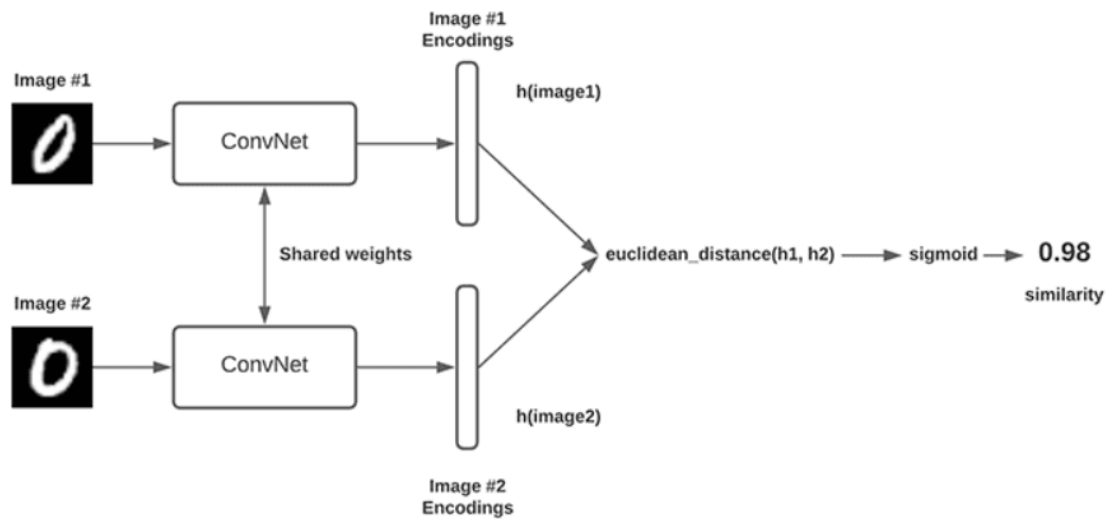 Image #1
Encodings
Image #1
h(image1)
ConvNet
Shared weights
euclidean_distance(h1, h2)
sigmoid
0.98
similarity
Image #2
ConvNet
h(image2)
Image #2
Encodings